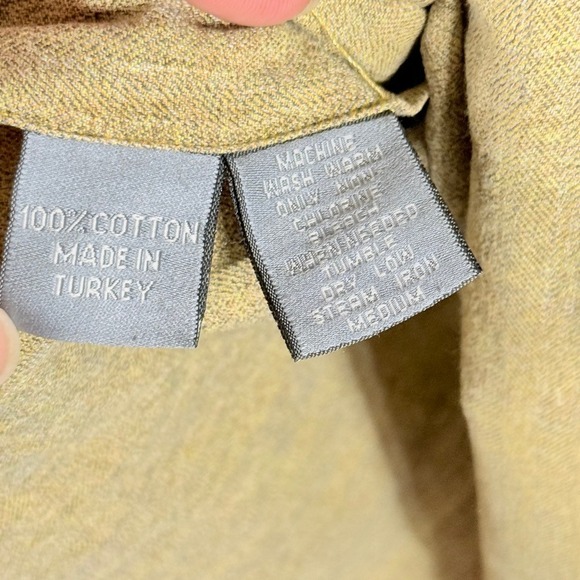 100% COTTON
MADE IN
TURKEY
MACHINE
WASH WARM
ONLY NON-
CHLORINE
BLEACH
WHEN NEEDED
TUMBLE
DRY LOW
STEAM IRON
MEDIUM